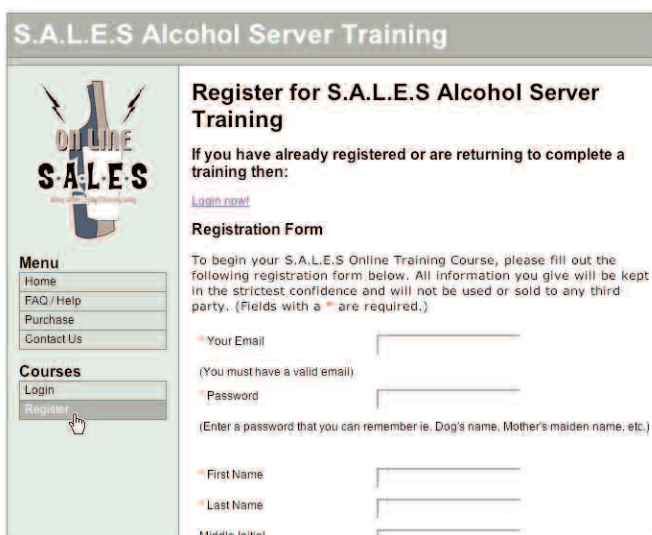 S.A.L.E.S Alcohol Server Training
ON LINE
S·A·L·E·S
Menu
Home
FAQ / Help
Purchase
Contact Us
Courses
Login
Register
Register for S.A.L.E.S Alcohol Server
Training
If you have already registered or are returning to complete a
training then:
Login now!
Registration Form
To begin your S.A.L.E.S Online Training Course, please fill out the
following registration form below. All information you give will be kept
in the strictest confidence and will not be used or sold to any third
party. (Fields with a * are required.)
* Your Email
(You must have a valid email)
* Password
(Enter a password that you can remember ie. Dog's name, Mother's maiden name, etc.)
* First Name
* Last Name
Middle Initial